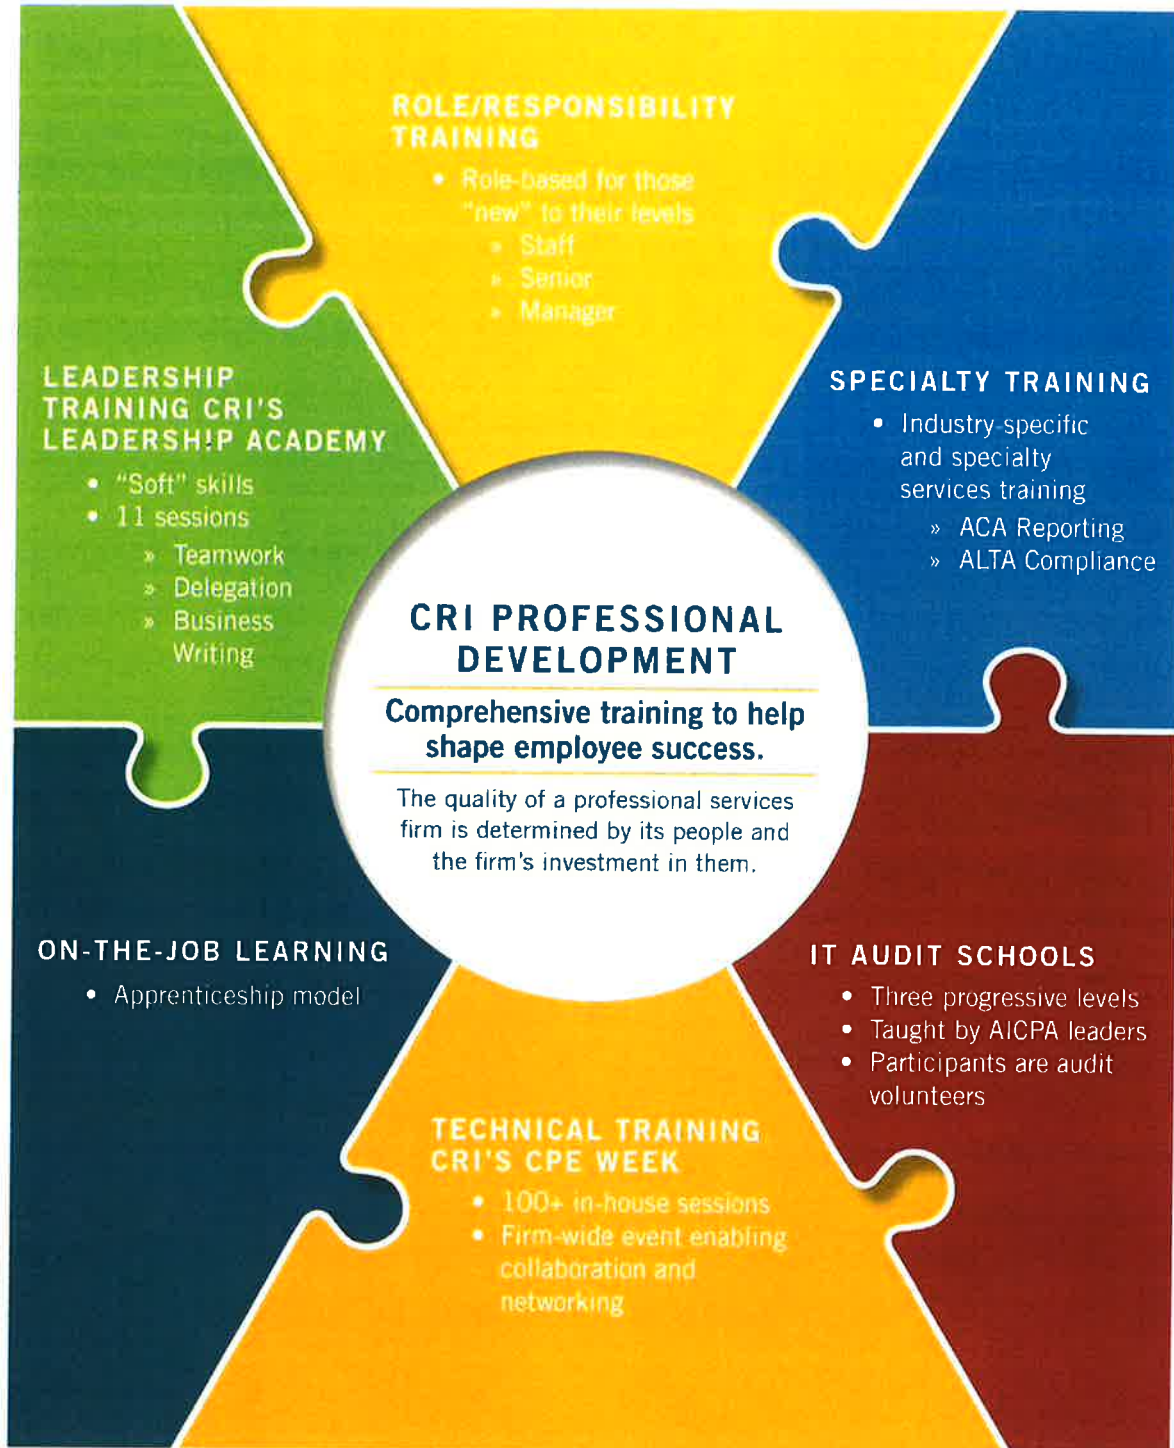 ROLE/RESPONSIBILITY
TRAINING
• Role-based for those
"new" to their levels
» Staff
» Senior
» Manager
LEADERSHIP
TRAINING CRI'S
LEADERSHIP ACADEMY
• "Soft" skills
• 11 sessions
» Teamwork
» Delegation
» Business
Writing
SPECIALTY TRAINING
• Industry-specific
and specialty
services training
» ACA Reporting
» ALTA Compliance
CRI PROFESSIONAL
DEVELOPMENT
Comprehensive training to help
shape employee success.
The quality of a professional services
firm is determined by its people and
the firm's investment in them.
ON-THE-JOB LEARNING
• Apprenticeship model
IT AUDIT SCHOOLS
• Three progressive levels
• Taught by AICPA leaders
• Participants are audit
volunteers
TECHNICAL TRAINING
CRI'S CPE WEEK
• 100+ in-house sessions
• Firm-wide event enabling
collaboration and
networking